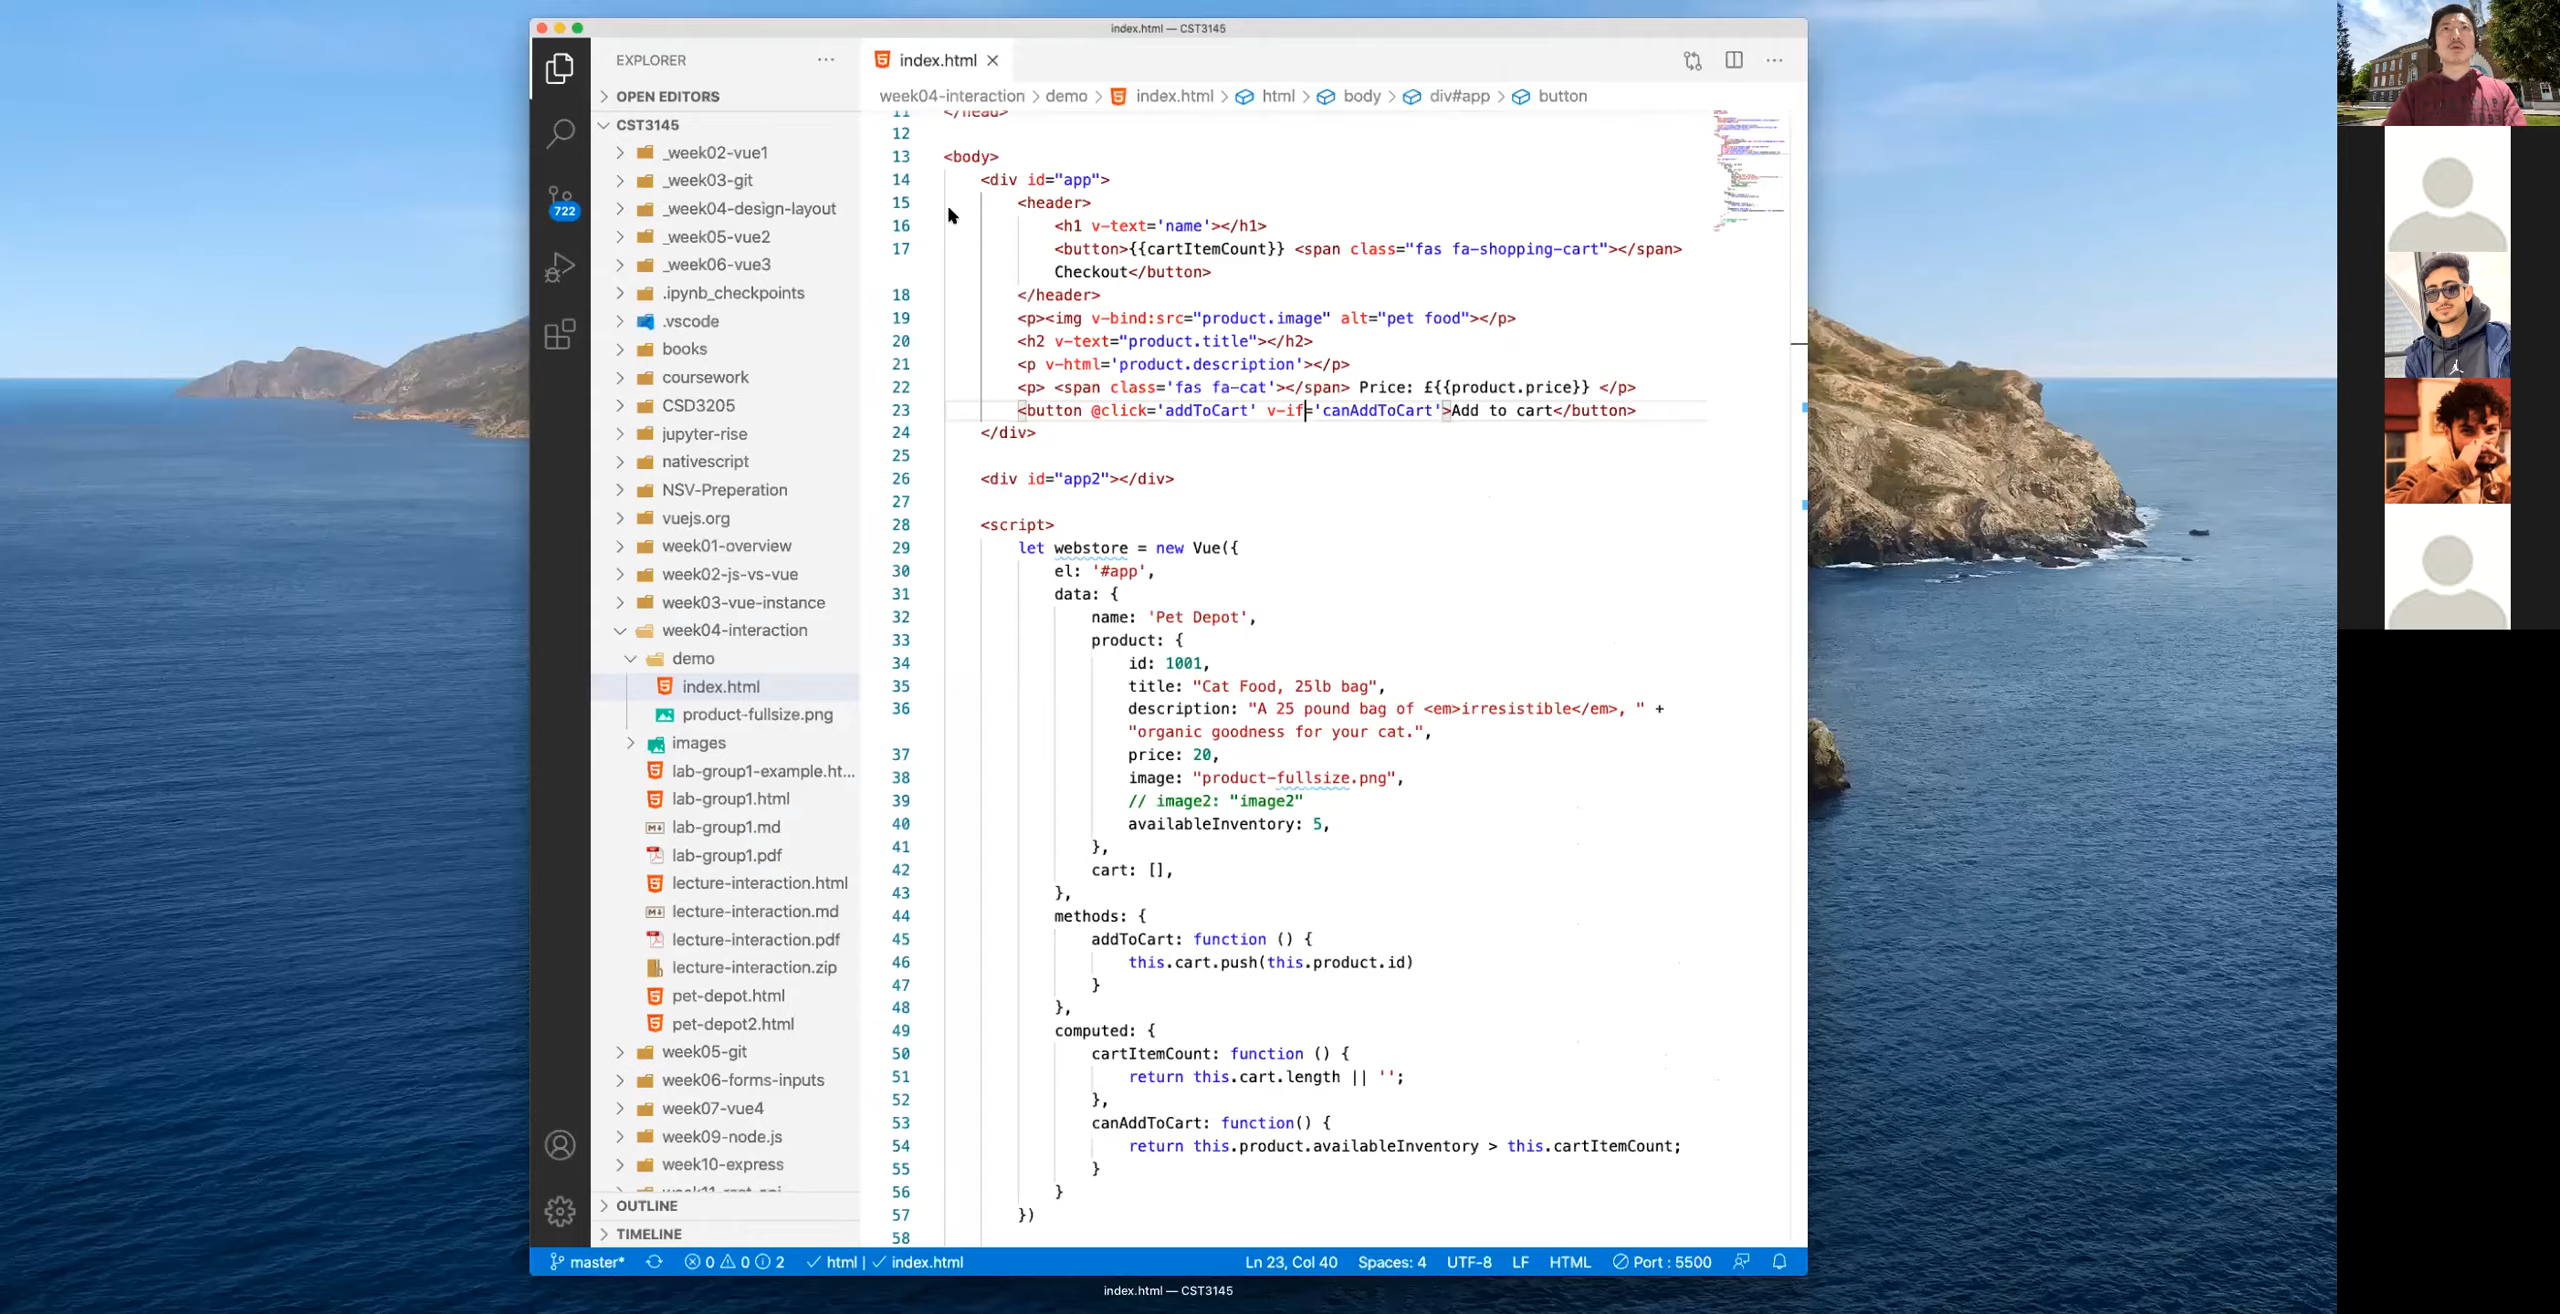 index.html — CST3145
EXPLORER
index.html
OPEN EDITORS
week04-interaction > demo > index.html > html > body > div#app > button
CST3145
_week02-vue1
_week03-git
_week04-design-layout
_week05-vue2
_week06-vue3
.ipynb_checkpoints
.vscode
books
coursework
CSD3205
jupyter-rise
nativescript
NSV-Preperation
vuejs.org
week01-overview
week02-js-vs-vue
week03-vue-instance
week04-interaction
demo
index.html
product-fullsize.png
images
lab-group1-example.ht...
lab-group1.html
lab-group1.md
lab-group1.pdf
lecture-interaction.html
lecture-interaction.md
lecture-interaction.pdf
lecture-interaction.zip
pet-depot.html
pet-depot2.html
week05-git
week06-forms-inputs
week07-vue4
week09-node.js
week10-express
OUTLINE
TIMELINE
722
11 </head>
12
13 <body>
14 <div id="app">
15 <header>
16 <h1 v-text='name'></h1>
17 <button>{{cartItemCount}} <span class="fas fa-shopping-cart"></span>
Checkout</button>
18 </header>
19 <p><img v-bind:src="product.image" alt="pet food"></p>
20 <h2 v-text="product.title"></h2>
21 <p v-html='product.description'></p>
22 <p> <span class='fas fa-cat'></span> Price: £{{product.price}} </p>
23 <button @click='addToCart' v-if='canAddToCart'>Add to cart</button>
24 </div>
25
26 <div id="app2"></div>
27
28 <script>
29 let webstore = new Vue({
30 el: '#app',
31 data: {
32 name: 'Pet Depot',
33 product: {
34 id: 1001,
35 title: "Cat Food, 25lb bag",
36 description: "A 25 pound bag of <em>irresistible</em>, " +
"organic goodness for your cat.",
37 price: 20,
38 image: "product-fullsize.png",
39 // image2: "image2"
40 availableInventory: 5,
41 },
42 cart: [],
43 },
44 methods: {
45 addToCart: function () {
46 this.cart.push(this.product.id)
47 }
48 },
49 computed: {
50 cartItemCount: function () {
51 return this.cart.length || '';
52 },
53 canAddToCart: function() {
54 return this.product.availableInventory > this.cartItemCount;
55 }
56 }
57 })
58
master* 0 0 2 html | index.html Ln 23, Col 40 Spaces: 4 UTF-8 LF HTML Port : 5500
index.html — CST3145